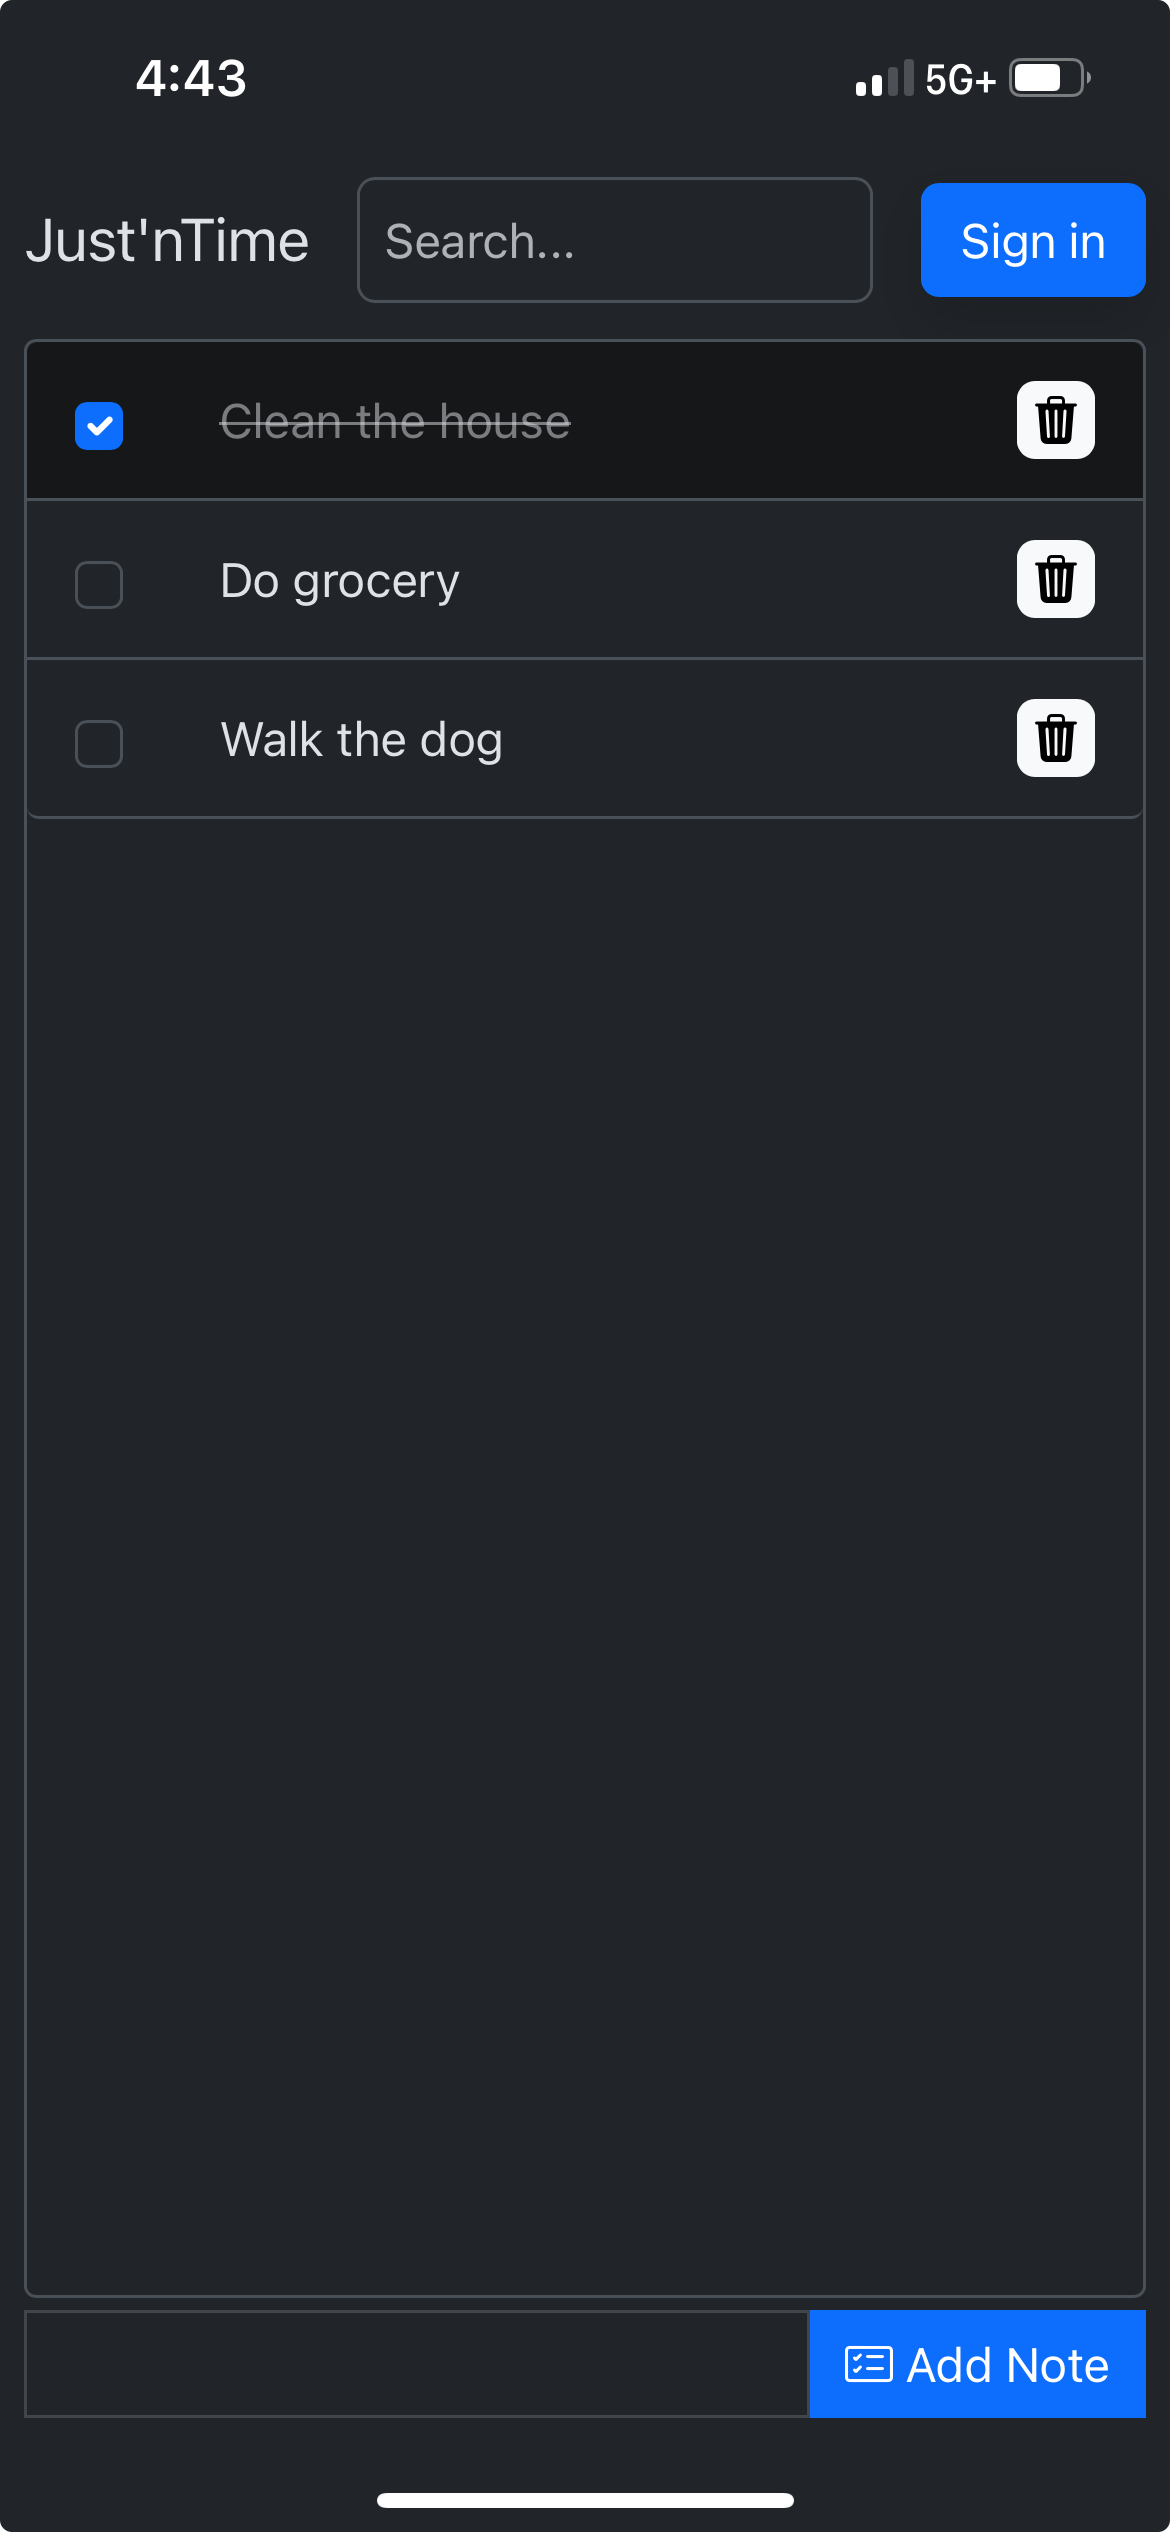 4:43 5G+
Just'nTime Search... Sign in
Clean the house
Do grocery
Walk the dog
Add Note